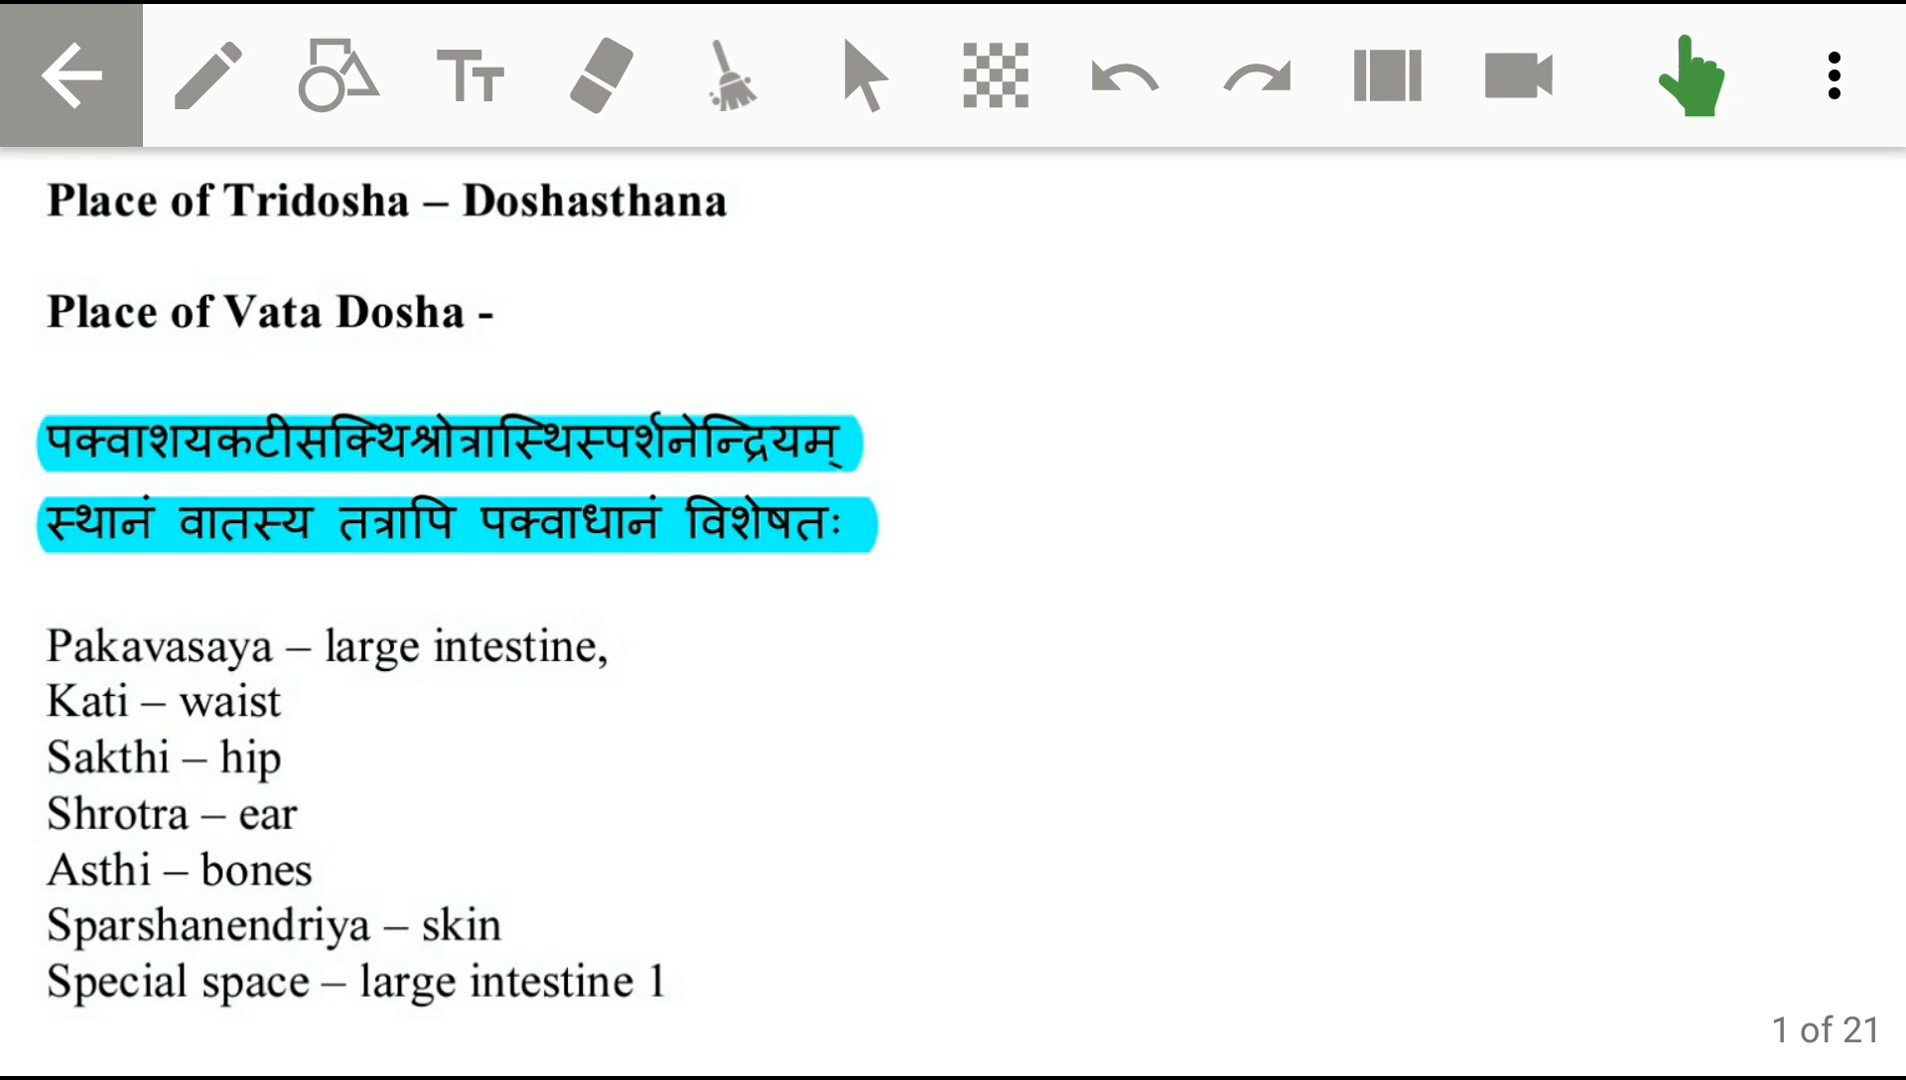 Place of Tridosha – Doshasthana
Place of Vata Dosha -
पक्वाशयकटीसक्थिश्रोत्रास्थिस्पर्शनेन्द्रियम्
स्थानं वातस्य तत्रापि पक्वाधानं विशेषतः
Pakavasaya – large intestine,
Kati – waist
Sakthi – hip
Shrotra – ear
Asthi – bones
Sparshanendriya – skin
Special space – large intestine 1
1 of 21